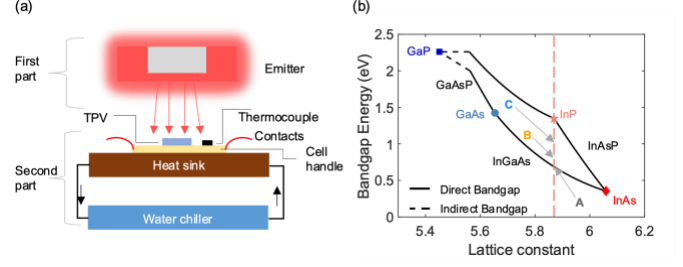 (a)
First
part
Emitter
TPV
Thermocouple
Contacts
Cell
handle
Second
part
Heat sink
Water chiller
(b)
Bandgap Energy (eV)
2.5
2
1.5
1
0.5
0
GaP
GaAsP
GaAs
C
InP
B
InAsP
InGaAs
A
InAs
Direct Bandgap
Indirect Bandgap
5.4 5.6 5.8 6 6.2
Lattice constant